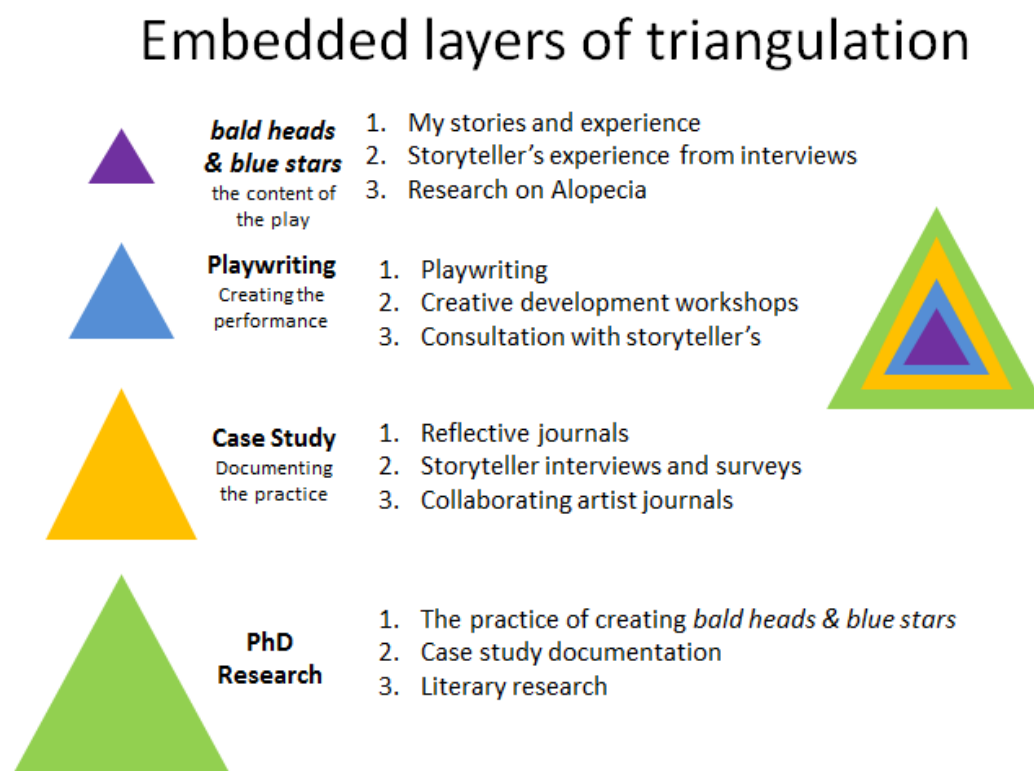 Embedded layers of triangulation
bald heads
& blue stars
the content of
the play
1. My stories and experience
2. Storyteller's experience from interviews
3. Research on Alopecia
Playwriting
Creating the
performance
1. Playwriting
2. Creative development workshops
3. Consultation with storyteller's
Case Study
Documenting
the practice
1. Reflective journals
2. Storyteller interviews and surveys
3. Collaborating artist journals
PhD
Research
1. The practice of creating bald heads & blue stars
2. Case study documentation
3. Literary research